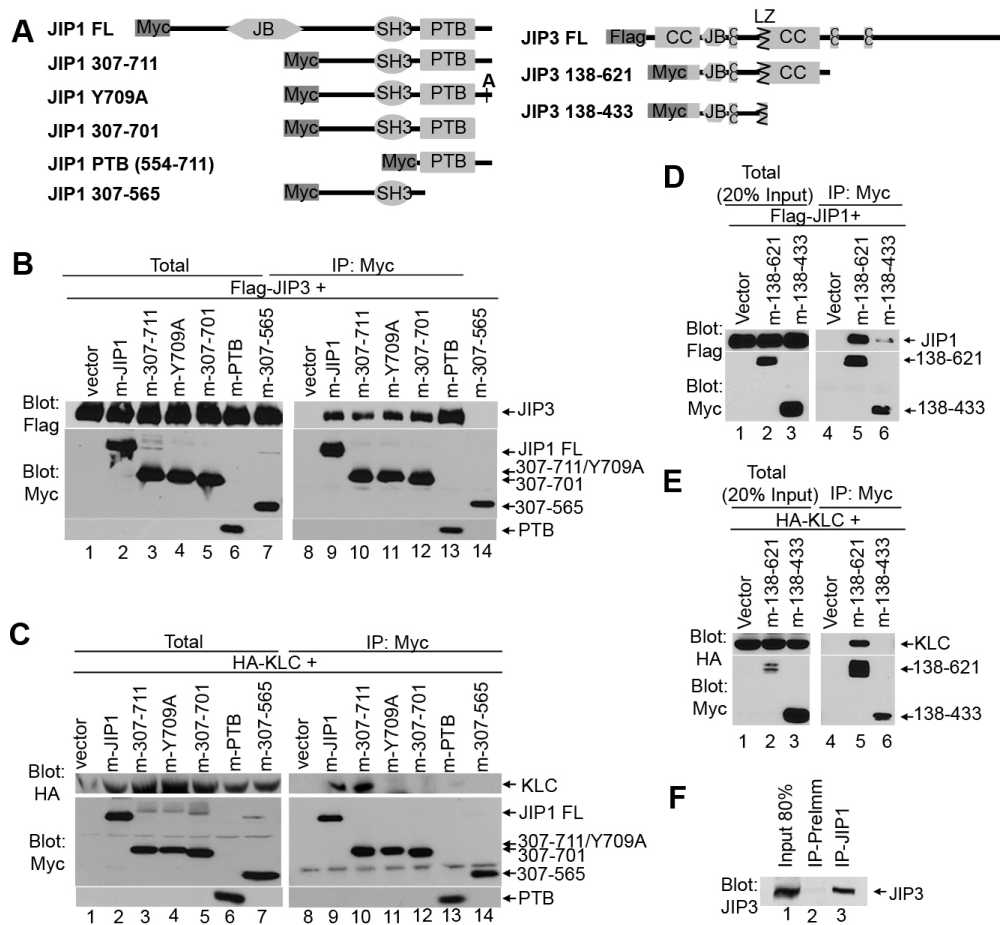 A
JIP1 FL Myc JB SH3 PTB
JIP1 307-711 Myc SH3 PTB
A
JIP1 Y709A Myc SH3 PTB
JIP1 307-701 Myc SH3 PTB
JIP1 PTB (554-711) Myc PTB
JIP1 307-565 Myc SH3
LZ
JIP3 FL Flag CC JB CC CC CC CC
JIP3 138-621 Myc JB CC CC
JIP3 138-433 Myc JB CC
B
Total IP: Myc
Flag-JIP3 +
vector m-JIP1 m-307-711 m-Y709A m-307-701 m-PTB m-307-565 vector m-JIP1 m-307-711 m-Y709A m-307-701 m-PTB m-307-565
Blot:
Flag
JIP3
JIP1 FL
Blot:
Myc
307-711/Y709A
307-701
307-565
PTB
1 2 3 4 5 6 7 8 9 10 11 12 13 14
C
Total IP: Myc
HA-KLC +
vector m-JIP1 m-307-711 m-Y709A m-307-701 m-PTB m-307-565 vector m-JIP1 m-307-711 m-Y709A m-307-701 m-PTB m-307-565
Blot:
HA
KLC
JIP1 FL
Blot:
Myc
307-711/Y709A
307-701
307-565
PTB
1 2 3 4 5 6 7 8 9 10 11 12 13 14
D
Total
(20% Input) IP: Myc
Flag-JIP1+
Vector m-138-621 m-138-433 Vector m-138-621 m-138-433
Blot:
Flag
JIP1
138-621
Blot:
Myc
138-433
1 2 3 4 5 6
E
Total
(20% Input) IP: Myc
HA-KLC +
Vector m-138-621 m-138-433 Vector m-138-621 m-138-433
Blot:
HA
KLC
138-621
Blot:
Myc
138-433
1 2 3 4 5 6
F
Input 80% IP-PreImm IP-JIP1
Blot:
JIP3
JIP3
1 2 3